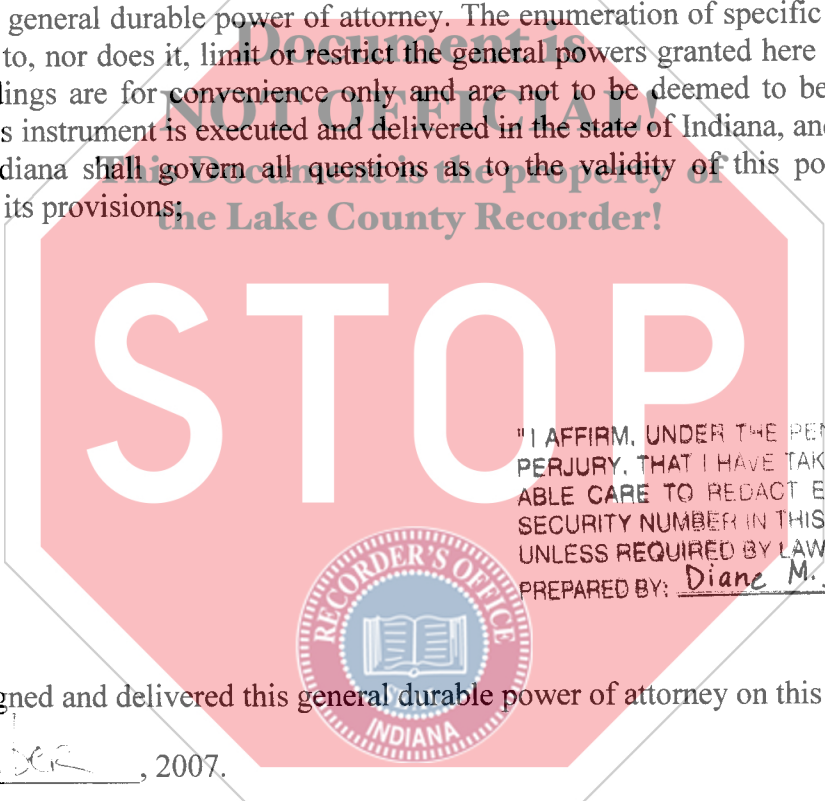 general durable power of attorney. The enumeration of specific
Document is
to, nor does it, limit or restrict the general powers granted here
lings are for convenience only and are not to be deemed to be
NOT OFFICIAL!
s instrument is executed and delivered in the state of Indiana, and
diana shall govern all questions as to the validity of this po
This Document is the property of
its provisions;
the Lake County Recorder!
STOP
"I AFFIRM, UNDER THE PEN
PERJURY, THAT I HAVE TAK
ABLE CARE TO REDACT E
SECURITY NUMBER IN THIS
UNLESS REQUIRED BY LAW
PREPARED BY: Diane M.
RECORDER'S OFFICE
INDIANA
gned and delivered this general durable power of attorney on this
, 2007.